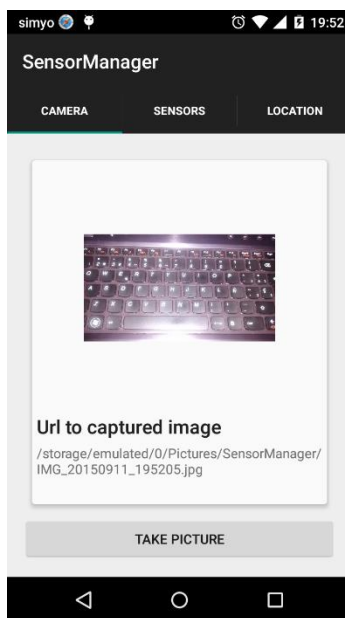 simyo 19:52
SensorManager
CAMERA SENSORS LOCATION
Url to captured image
/storage/emulated/0/Pictures/SensorManager/
IMG_20150911_195205.jpg
TAKE PICTURE